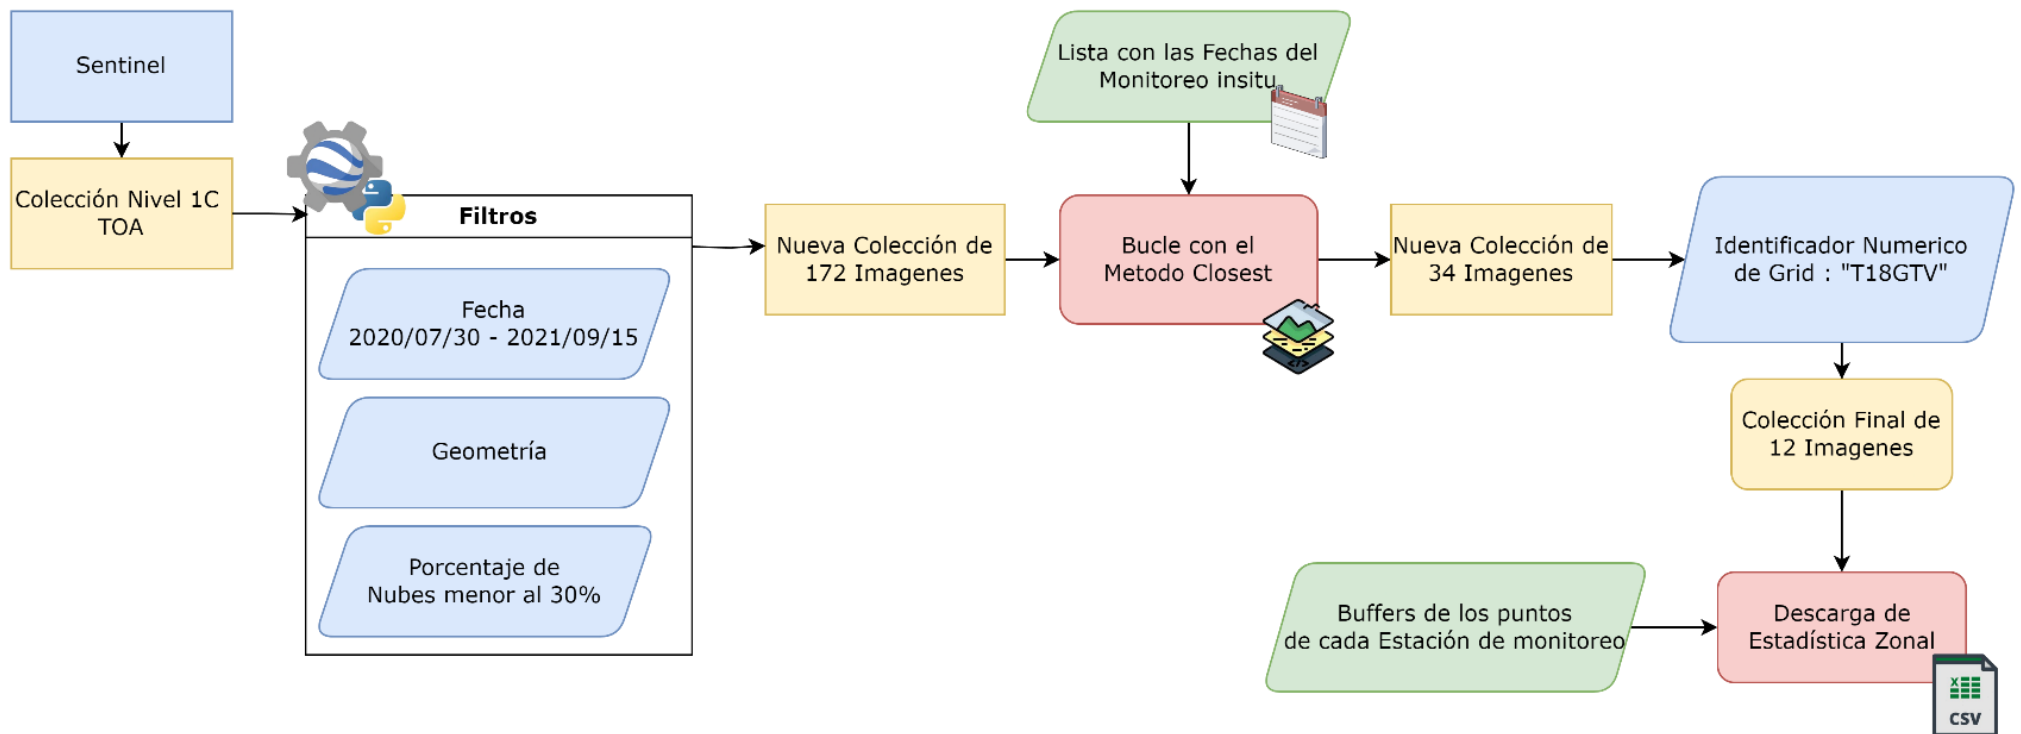 Sentinel
Colección Nivel 1C
TOA
Filtros
Fecha
2020/07/30 - 2021/09/15
Geometría
Porcentaje de
Nubes menor al 30%
Nueva Colección de
172 Imagenes
Lista con las Fechas del
Monitoreo insitu
Bucle con el
Metodo Closest
Nueva Colección de
34 Imagenes
Identificador Numerico
de Grid : "T18GTV"
Colección Final de
12 Imagenes
Buffers de los puntos
de cada Estación de monitoreo
Descarga de
Estadística Zonal
X
CSV